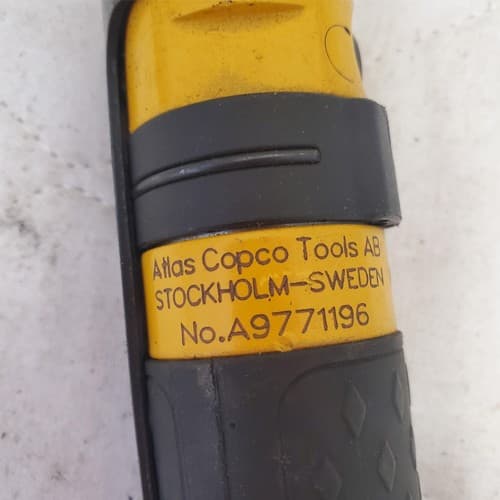 Atlas Copco Tools AB
STOCKHOLM-SWEDEN
No.A9771196